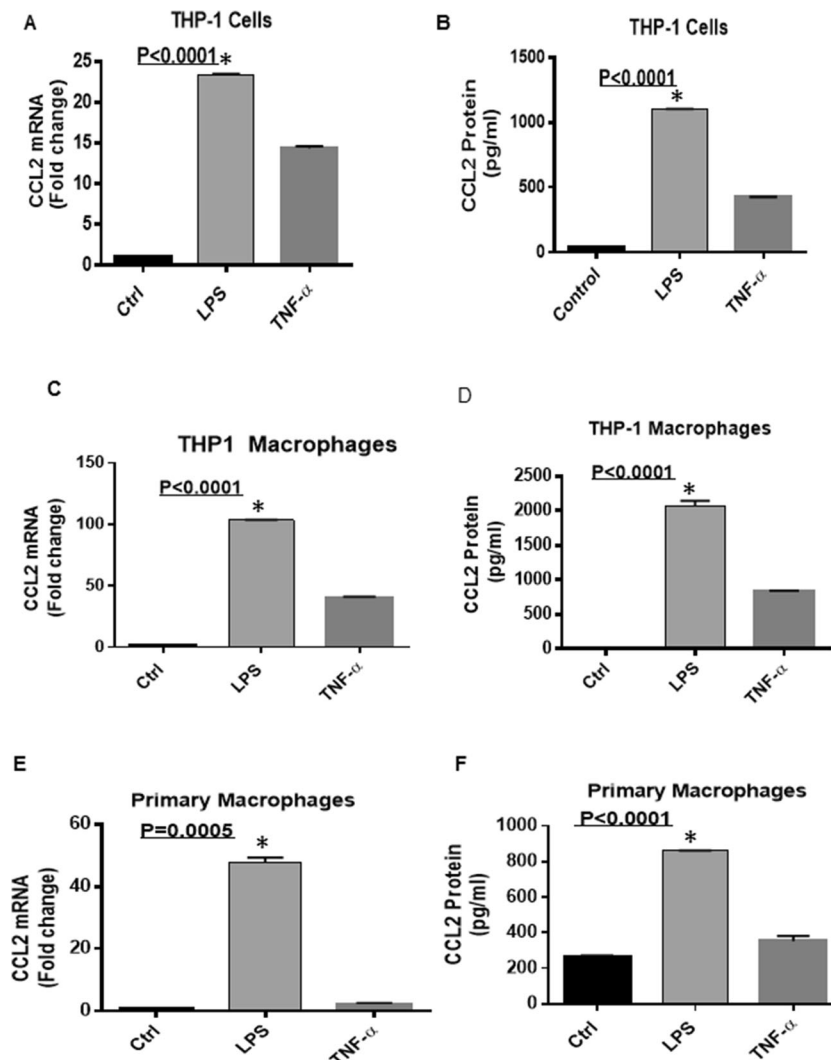 A
THP-1 Cells
P<0.0001
*
CCL2 mRNA
(Fold change)
25
20
15
10
5
0
Ctrl
LPS
TNF-α
B
THP-1 Cells
P<0.0001
*
CCL2 Protein
(pg/ml)
1500
1000
500
0
Control
LPS
TNF-α
C
THP1 Macrophages
P<0.0001
*
CCL2 mRNA
(Fold change)
150
100
50
0
Ctrl
LPS
TNF-α
D
THP-1 Macrophages
P<0.0001
*
CCL2 Protein
(pg/ml)
2500
2000
1500
1000
500
0
Ctrl
LPS
TNF-α
E
Primary Macrophages
P=0.0005
*
CCL2 mRNA
(Fold change)
60
40
20
0
Ctrl
LPS
TNF-α
F
Primary Macrophages
P<0.0001
*
CCL2 Protein
(pg/ml)
1000
800
600
400
200
0
Ctrl
LPS
TNF-α